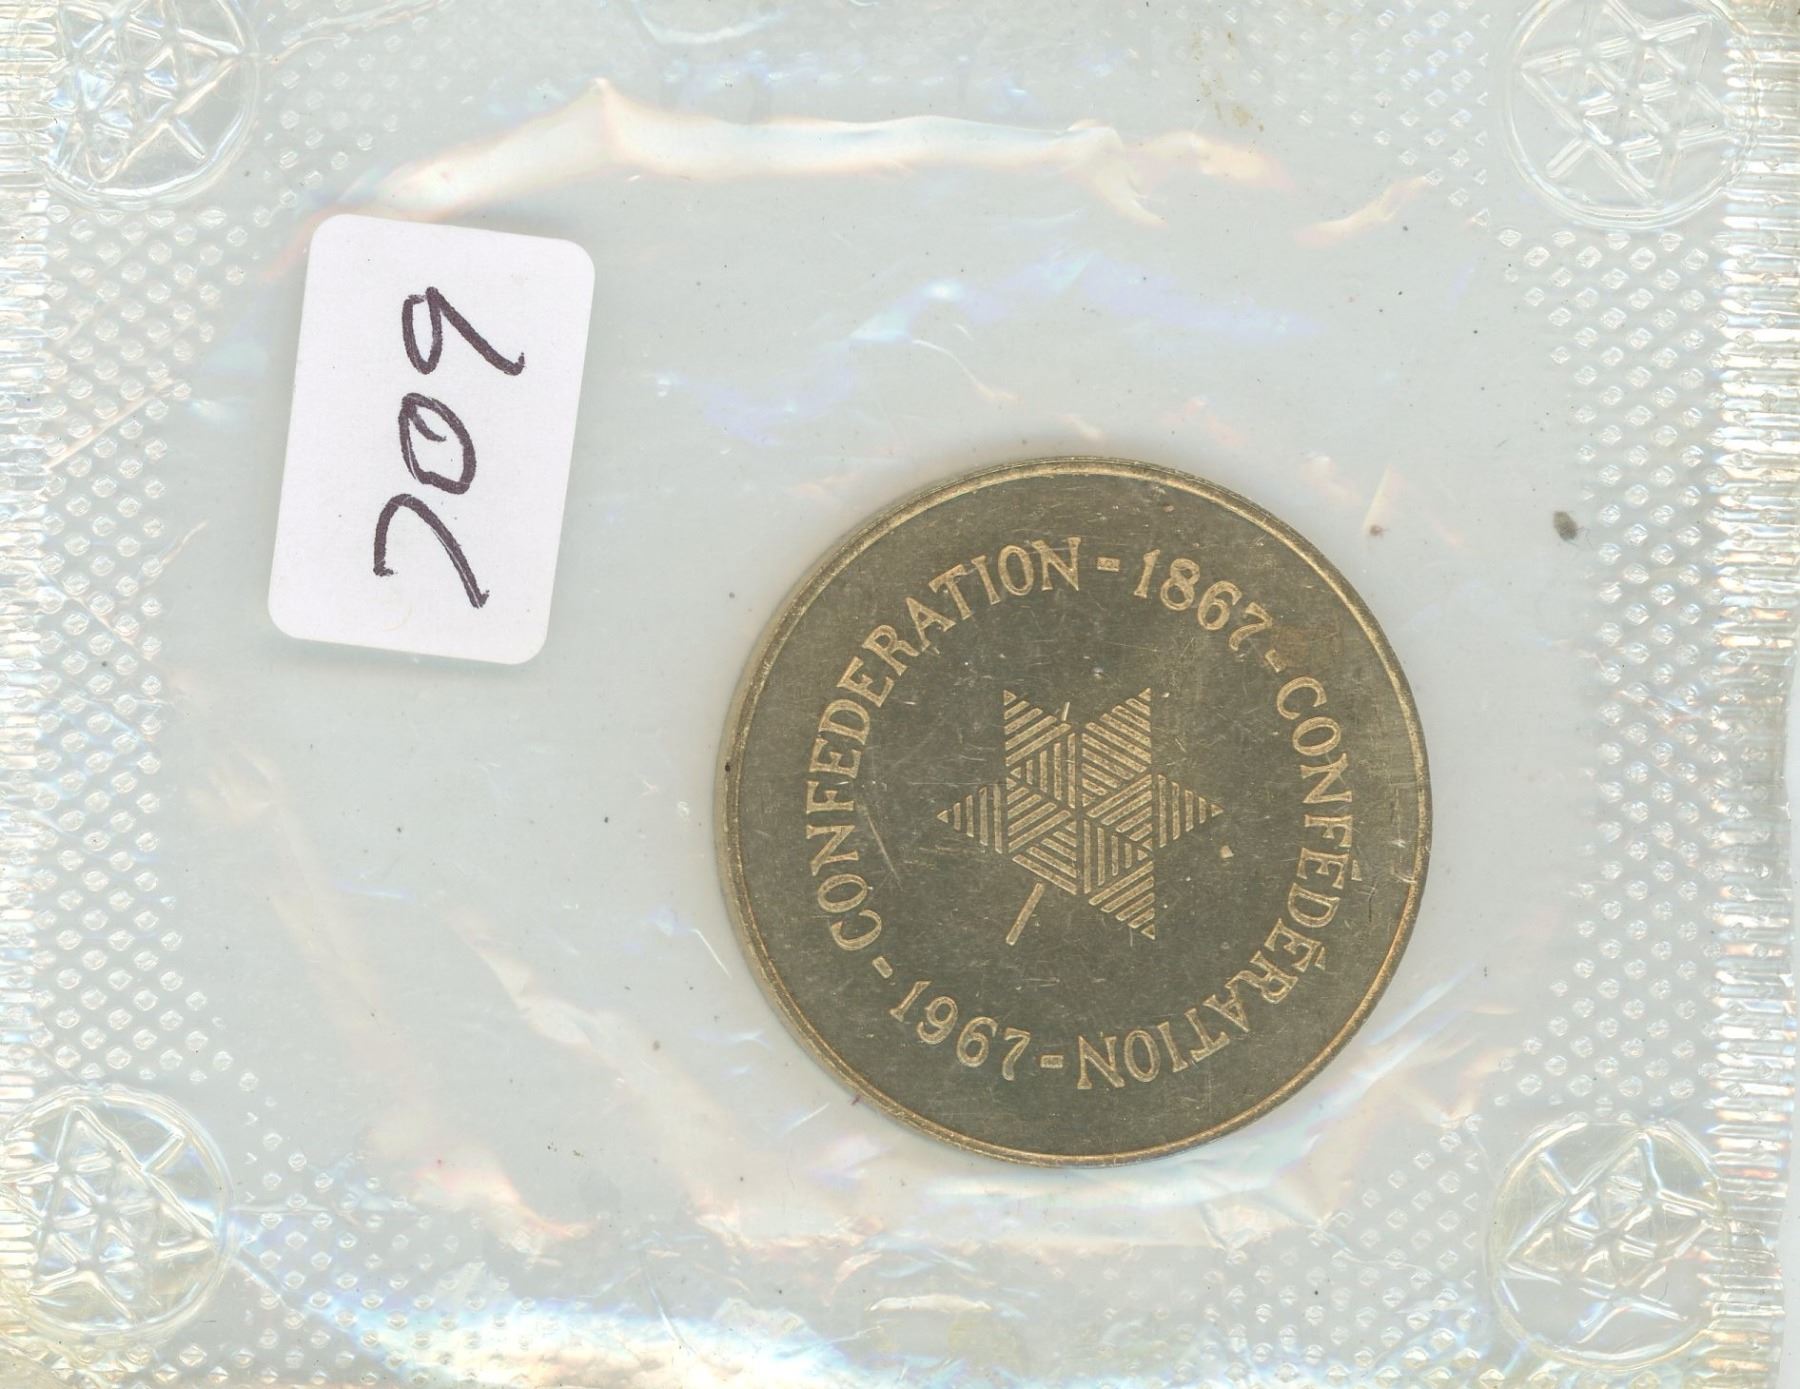 709
CONFEDERATION - 1867 - CONFÉDÉRATION - 1967 -